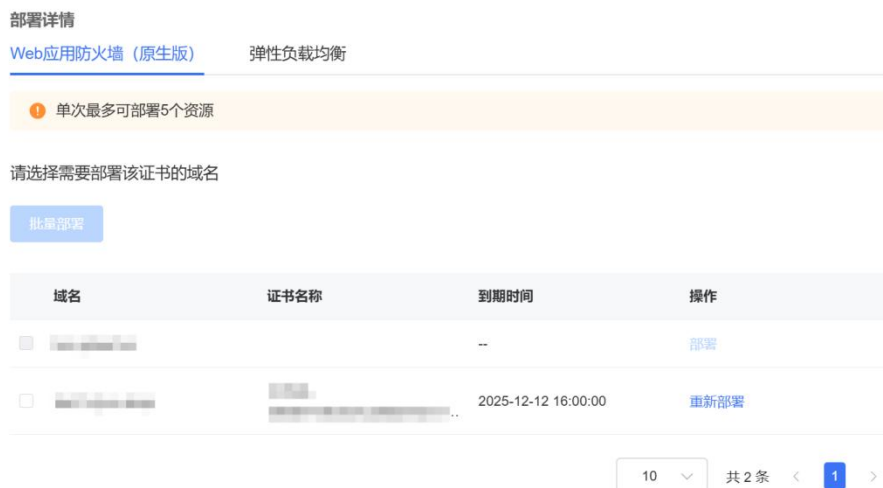 部署详情
Web应用防火墙（原生版） 弹性负载均衡
单次最多可部署5个资源
请选择需要部署该证书的域名
批量部署
域名 证书名称 到期时间 操作
-- 部署
2025-12-12 16:00:00 重新部署
10 共 2 条 1